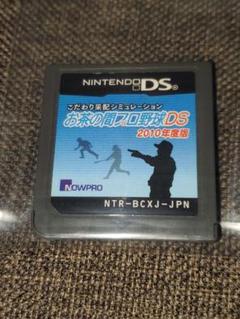 NINTENDO DS®
こだわり采配シミュレーション
お茶の間プロ野球DS
2010年度版
NOWPRO
NTR-BCXJ-JPN